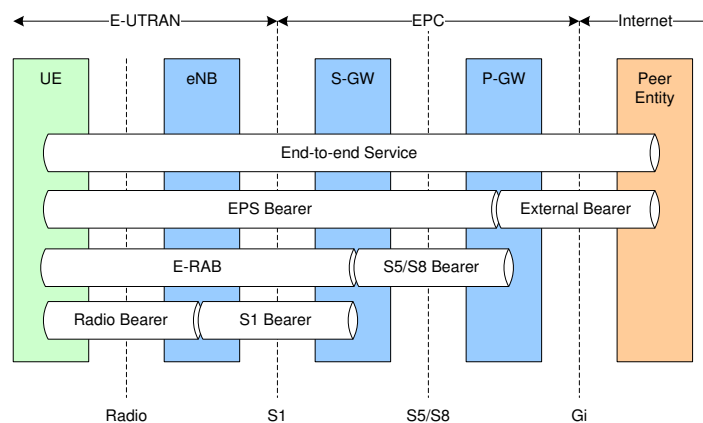 E-UTRAN
EPC
Internet
UE
eNB
S-GW
P-GW
Peer
Entity
End-to-end Service
EPS Bearer
External Bearer
E-RAB
S5/S8 Bearer
Radio Bearer
S1 Bearer
Radio
S1
S5/S8
Gi